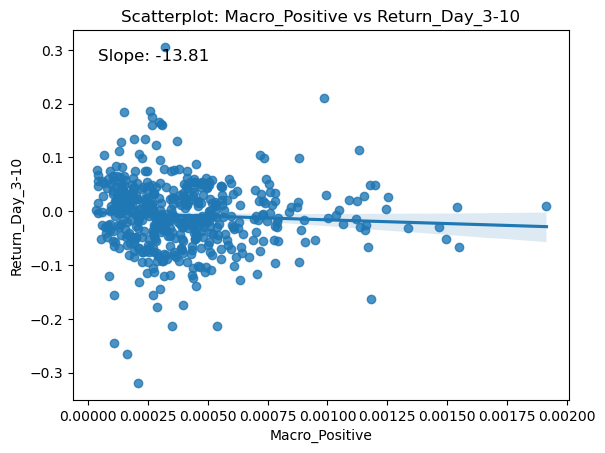 Scatterplot: Macro_Positive vs Return_Day_3-10
Slope: -13.81
0.3
0.2
0.1
0.0
−0.1
−0.2
−0.3
Return_Day_3-10
0.00000 0.00025 0.00050 0.00075 0.00100 0.00125 0.00150 0.00175 0.00200
Macro_Positive